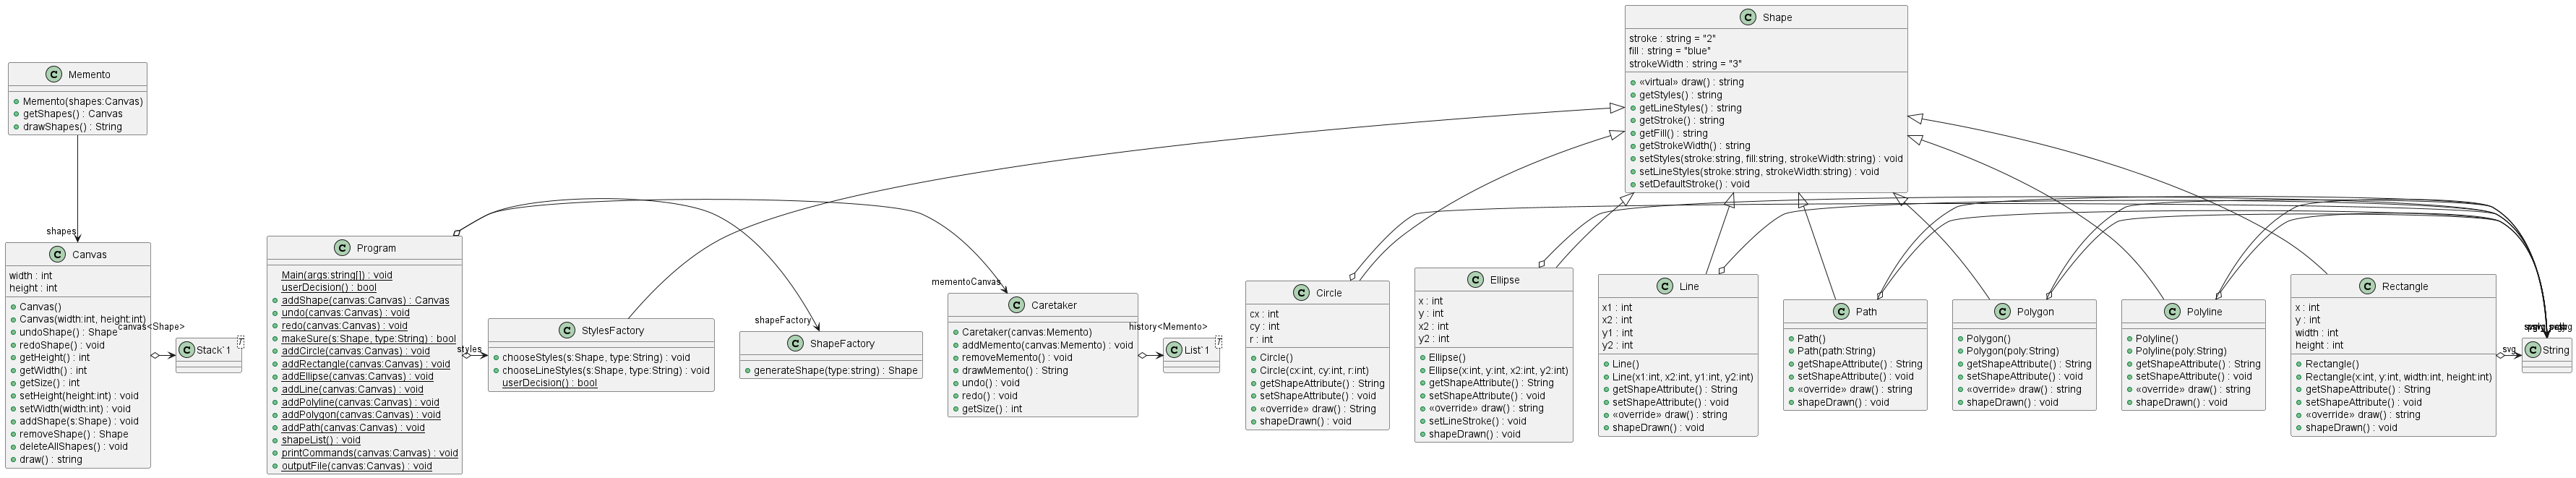 Memento
Memento(shapes:Canvas)
getShapes() : Canvas
drawShapes() : String
shapes
Canvas
width : int
height : int
Canvas()
Canvas(width:int, height:int)
undoShape() : Shape
redoShape() : void
getHeight() : int
getWidth() : int
getSize() : int
setHeight(height:int) : void
setWidth(width:int) : void
addShape(s:Shape) : void
removeShape() : Shape
deleteAllShapes() : void
draw() : string
canvas<Shape>
Stack`1
T
Program
Main(args:string[]) : void
userDecision() : bool
addShape(canvas:Canvas) : Canvas
undo(canvas:Canvas) : void
redo(canvas:Canvas) : void
makeSure(s:Shape, type:String) : bool
addCircle(canvas:Canvas) : void
addRectangle(canvas:Canvas) : void
addEllipse(canvas:Canvas) : void
addLine(canvas:Canvas) : void
addPolyline(canvas:Canvas) : void
addPolygon(canvas:Canvas) : void
addPath(canvas:Canvas) : void
shapeList() : void
printCommands(canvas:Canvas) : void
outputFile(canvas:Canvas) : void
styles
StylesFactory
chooseStyles(s:Shape, type:String) : void
chooseLineStyles(s:Shape, type:String) : void
userDecision() : bool
shapeFactory
ShapeFactory
generateShape(type:string) : Shape
mementoCanvas
Caretaker
Caretaker(canvas:Memento)
addMemento(canvas:Memento) : void
removeMemento() : void
drawMemento() : String
undo() : void
redo() : void
getSize() : int
history<Memento>
List`1
T
Shape
stroke : string = "2"
fill : string = "blue"
strokeWidth : string = "3"
«virtual» draw() : string
getStyles() : string
getLineStyles() : string
getStroke() : string
getFill() : string
getStrokeWidth() : string
setStyles(stroke:string, fill:string, strokeWidth:string) : void
setLineStyles(stroke:string, strokeWidth:string) : void
setDefaultStroke() : void
Circle
cx : int
cy : int
r : int
Circle()
Circle(cx:int, cy:int, r:int)
getShapeAttribute() : String
setShapeAttribute() : void
«override» draw() : String
shapeDrawn() : void
Ellipse
x : int
y : int
x2 : int
y2 : int
Ellipse()
Ellipse(x:int, y:int, x2:int, y2:int)
getShapeAttribute() : String
setShapeAttribute() : void
«override» draw() : string
setLineStroke() : void
shapeDrawn() : void
Line
x1 : int
x2 : int
y1 : int
y2 : int
Line()
Line(x1:int, x2:int, y1:int, y2:int)
getShapeAttribute() : String
setShapeAttribute() : void
«override» draw() : string
shapeDrawn() : void
Path
Path()
Path(path:String)
getShapeAttribute() : String
setShapeAttribute() : void
«override» draw() : string
shapeDrawn() : void
Polygon
Polygon()
Polygon(poly:String)
getShapeAttribute() : String
setShapeAttribute() : void
«override» draw() : string
shapeDrawn() : void
Polyline
Polyline()
Polyline(poly:String)
getShapeAttribute() : String
setShapeAttribute() : void
«override» draw() : string
shapeDrawn() : void
Rectangle
x : int
y : int
width : int
height : int
Rectangle()
Rectangle(x:int, y:int, width:int, height:int)
getShapeAttribute() : String
setShapeAttribute() : void
«override» draw() : string
shapeDrawn() : void
svg
String